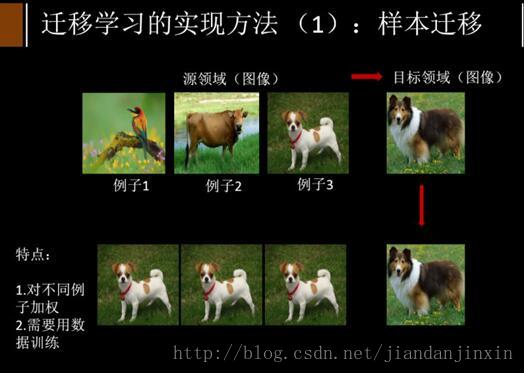 迁移学习的实现方法（1）：样本迁移
源领域（图像）
目标领域（图像）
例子1
例子2
例子3
特点：
1.对不同例
子加权
2.需要用数
据训练
http://blog.csdn.net/jiandanjinxin